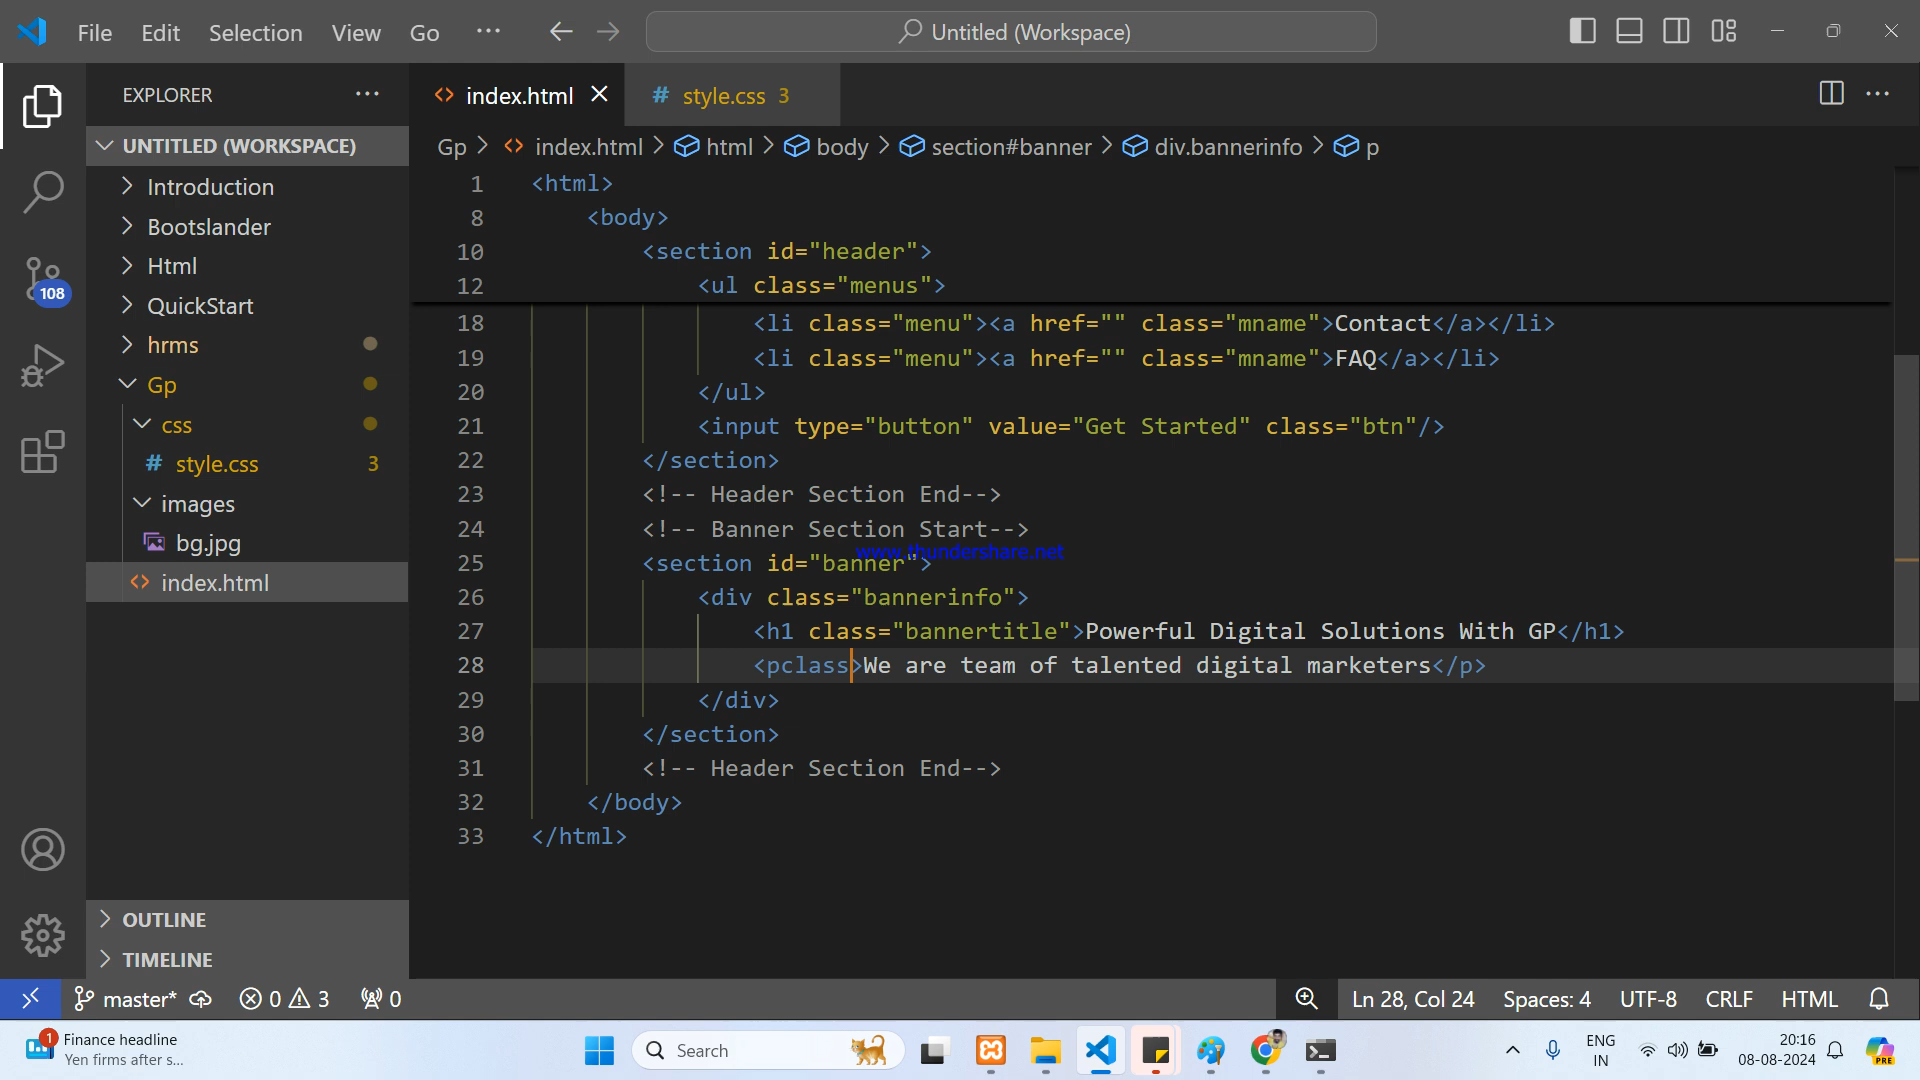 File Edit Selection View Go ··· Untitled (Workspace)
EXPLORER ···
index.html
# style.css 3
UNTITLED (WORKSPACE)
Gp > index.html > html > body > section#banner > div.bannerinfo > p
Introduction
Bootslander
Html
QuickStart
hrms
Gp
css
# style.css 3
images
bg.jpg
index.html
108
1 <html>
8 <body>
10 <section id="header">
12 <ul class="menus">
18 <li class="menu"><a href="" class="mname">Contact</a></li>
19 <li class="menu"><a href="" class="mname">FAQ</a></li>
20 </ul>
21 <input type="button" value="Get Started" class="btn"/>
22 </section>
23 <!-- Header Section End-->
24 <!-- Banner Section Start-->
www.thundershare.net
25 <section id="banner">
26 <div class="bannerinfo">
27 <h1 class="bannertitle">Powerful Digital Solutions With GP</h1>
28 <pclass>We are team of talented digital marketers</p>
29 </div>
30 </section>
31 <!-- Header Section End-->
32 </body>
33 </html>
OUTLINE
TIMELINE
master* 0 3 0 Ln 28, Col 24 Spaces: 4 UTF-8 CRLF HTML
1 Finance headline
Yen firms after s...
Search
ENG
IN
20:16
08-08-2024
PRE